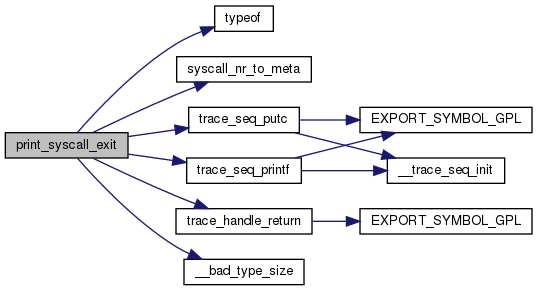 typeof
syscall_nr_to_meta
trace_seq_putc
EXPORT_SYMBOL_GPL
print_syscall_exit
trace_seq_printf
__trace_seq_init
trace_handle_return
EXPORT_SYMBOL_GPL
__bad_type_size